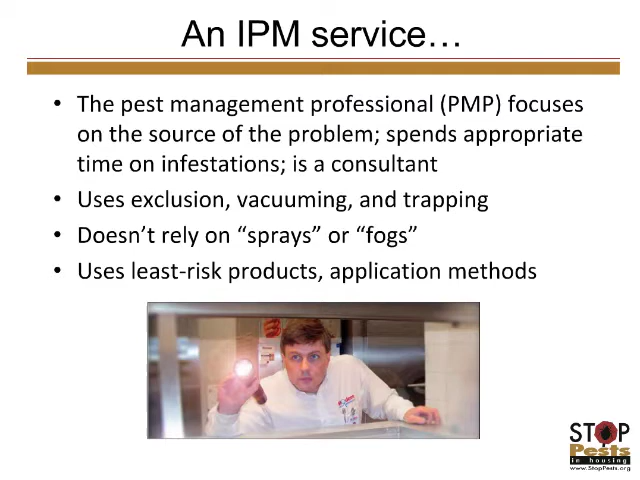 An IPM service…
• The pest management professional (PMP) focuses
on the source of the problem; spends appropriate
time on infestations; is a consultant
• Uses exclusion, vacuuming, and trapping
• Doesn’t rely on “sprays” or “fogs”
• Uses least-risk products, application methods
STOP
Pests
in housing
www.StopPests.org